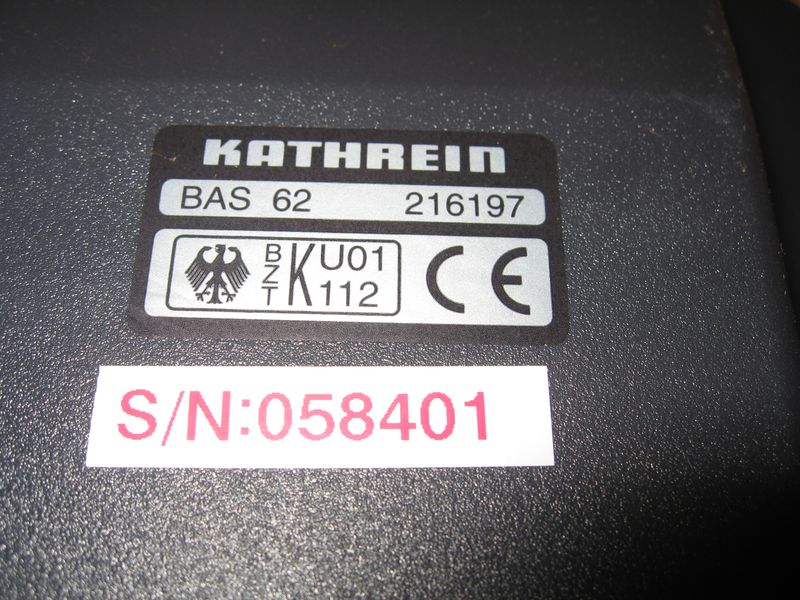 KATHREIN
BAS 62 216197
BZT K U01 112
CE
S/N:058401